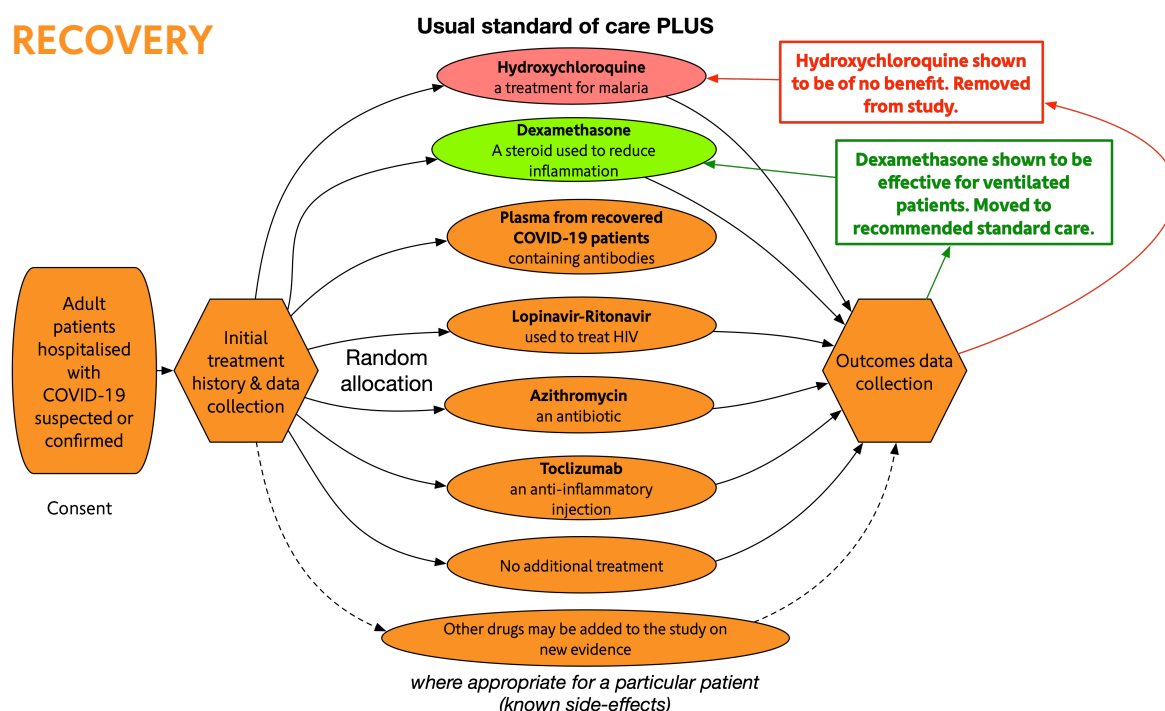 RECOVERY
Usual standard of care PLUS
Hydroxychloroquine
a treatment for malaria
Hydroxychloroquine shown
to be of no benefit. Removed
from study.
Dexamethasone
A steroid used to reduce
inflammation
Dexamethasone shown to be
effective for ventilated
patients. Moved to
recommended standard care.
Plasma from recovered
COVID-19 patients
containing antibodies
Adult
patients
hospitalised
with
COVID-19
suspected or
confirmed
Consent
Initial
treatment
history & data
collection
Random
allocation
Lopinavir-Ritonavir
used to treat HIV
Azithromycin
an antibiotic
Toclizumab
an anti-inflammatory
injection
No additional treatment
Other drugs may be added to the study on
new evidence
where appropriate for a particular patient
(known side-effects)
Outcomes data
collection